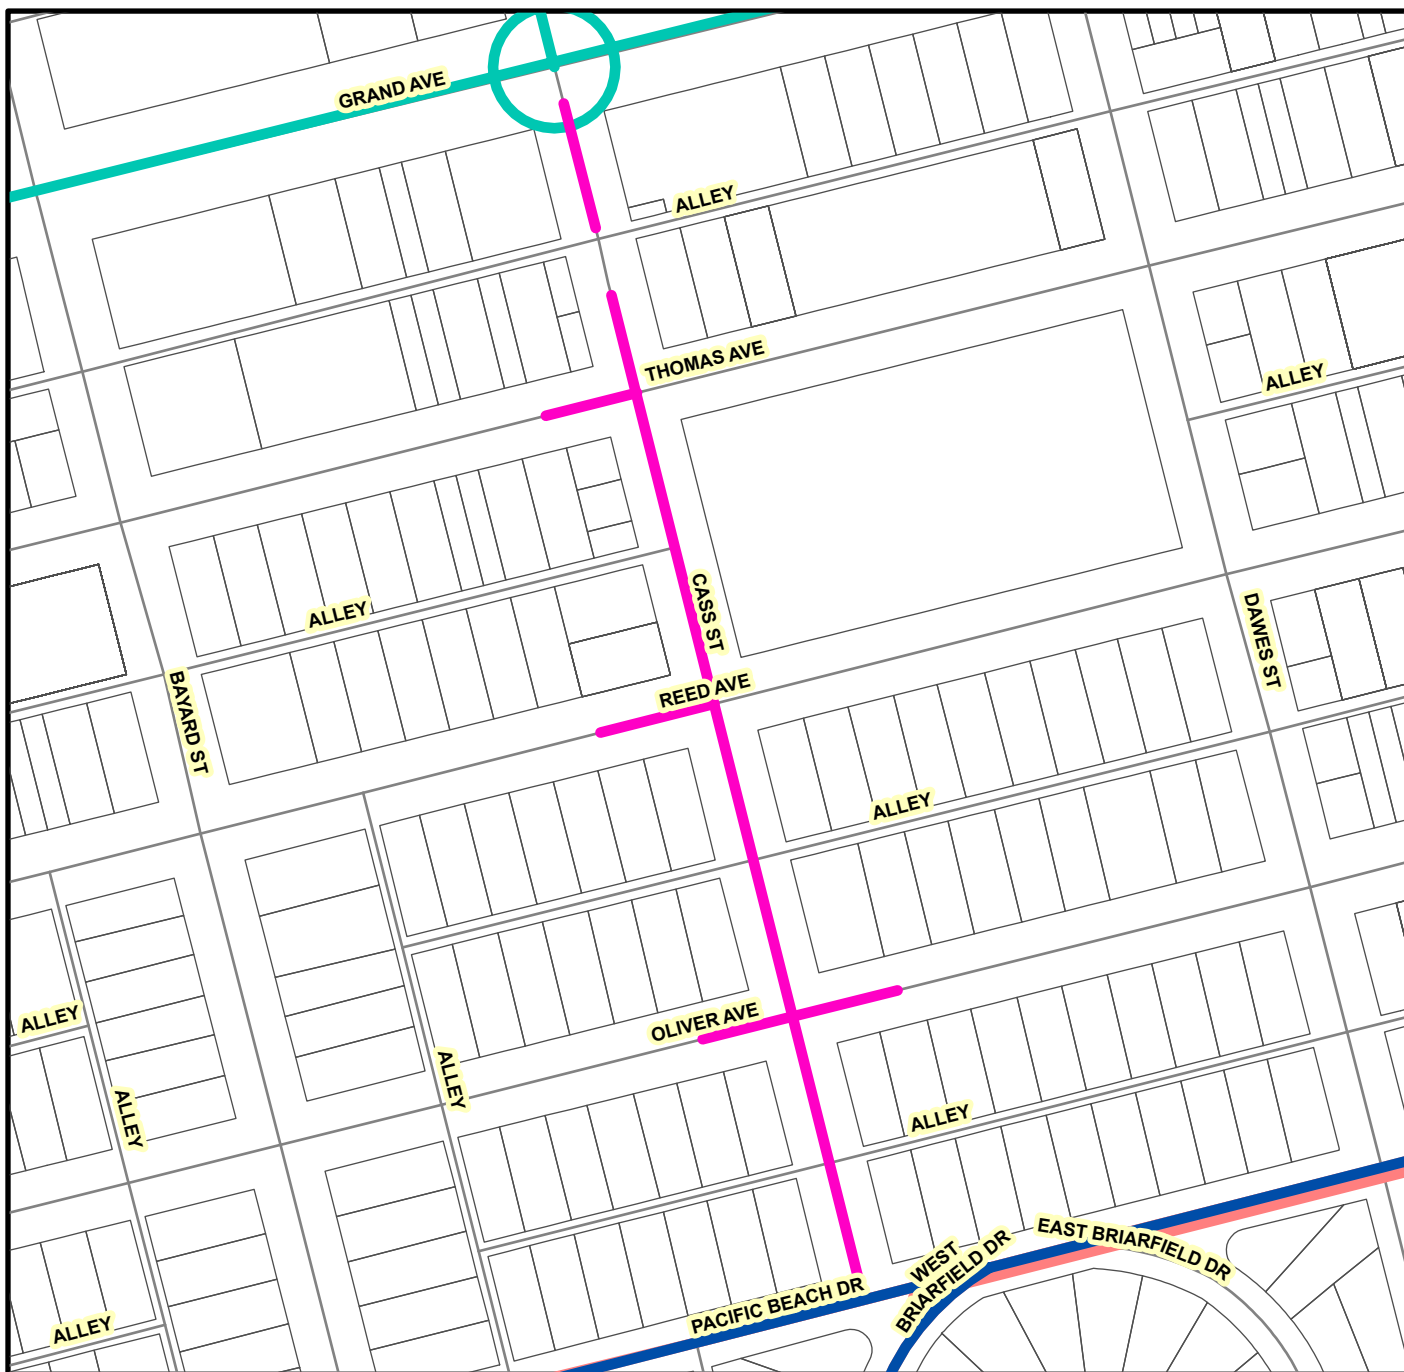 GRAND AVE
ALLEY
THOMAS AVE
ALLEY
CASS ST
ALLEY
DAWES ST
BAYARD ST
REED AVE
ALLEY
ALLEY
OLIVER AVE
ALLEY
ALLEY
ALLEY
EAST BRIARFIELD DR
WEST
BRIARFIELD DR
PACIFIC BEACH DR
ALLEY